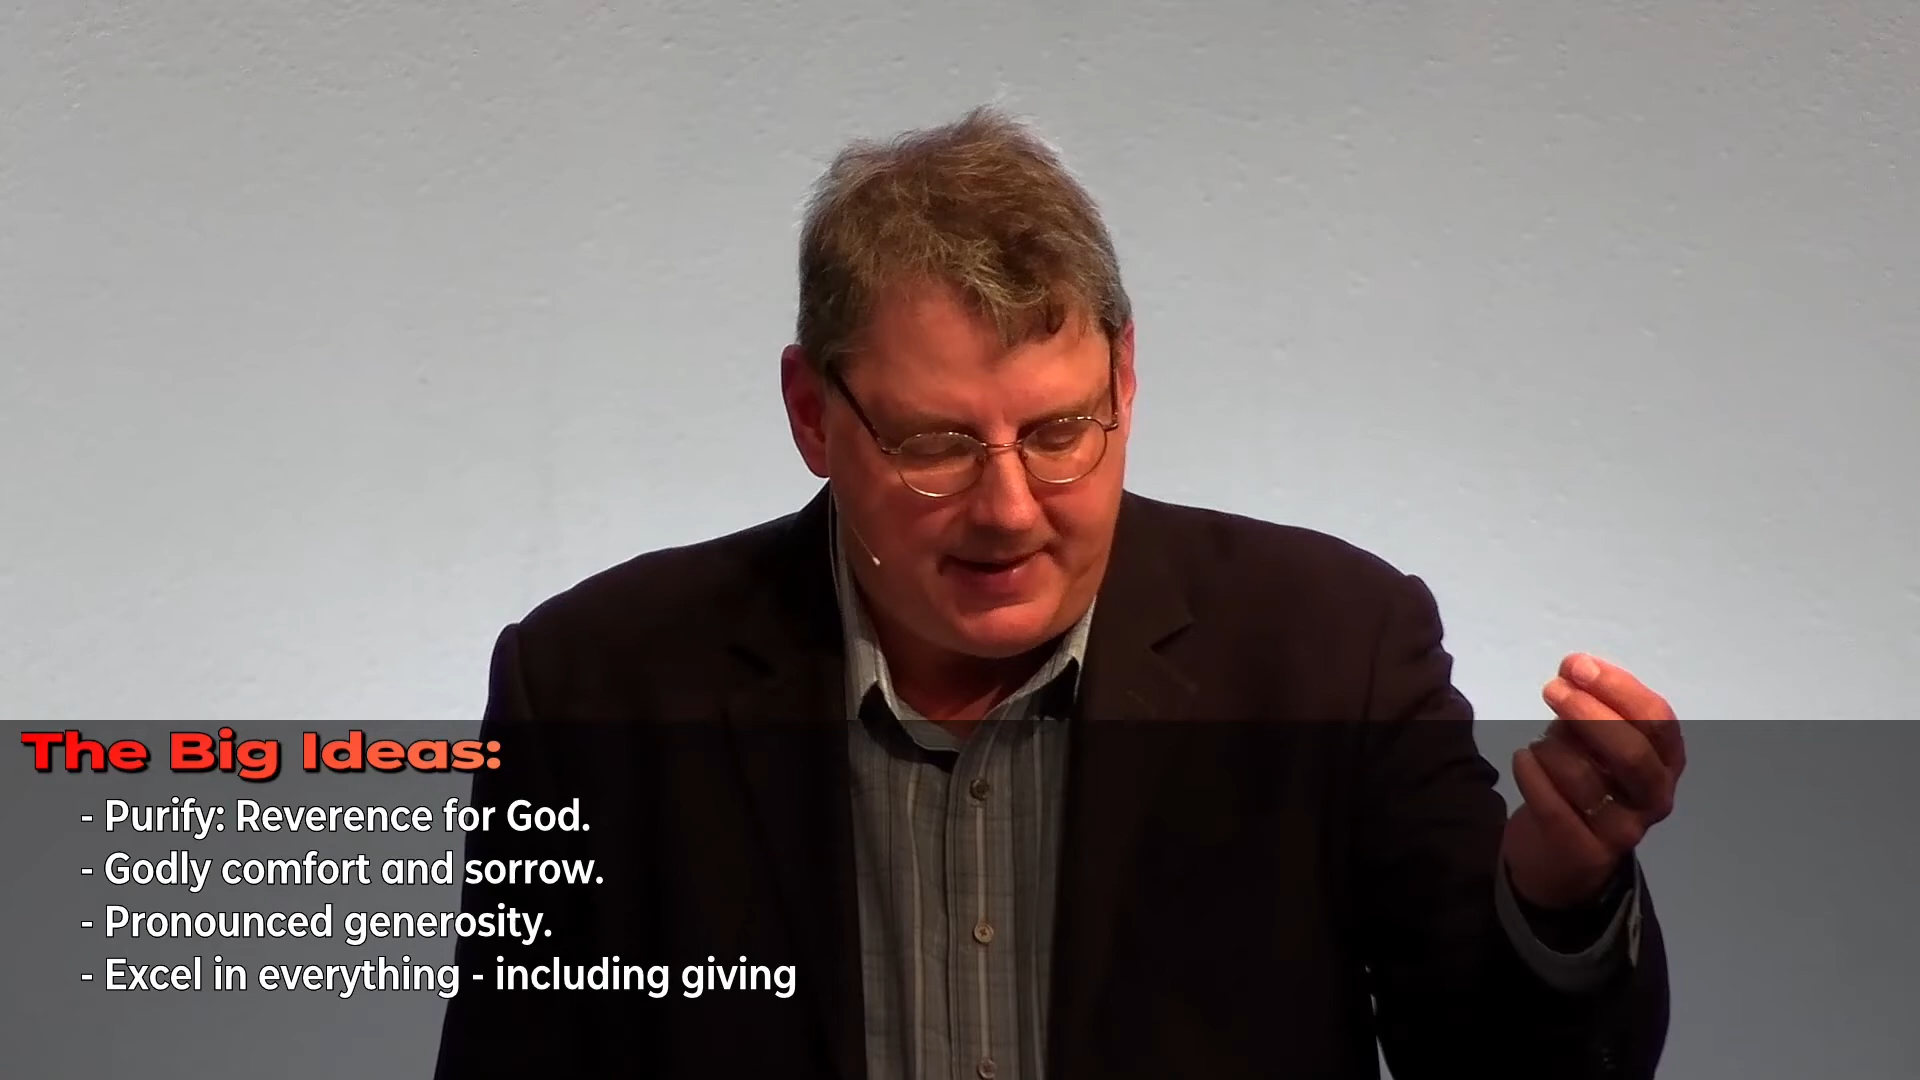 The Big Ideas:
- Purify: Reverence for God.
- Godly comfort and sorrow.
- Pronounced generosity.
- Excel in everything - including giving